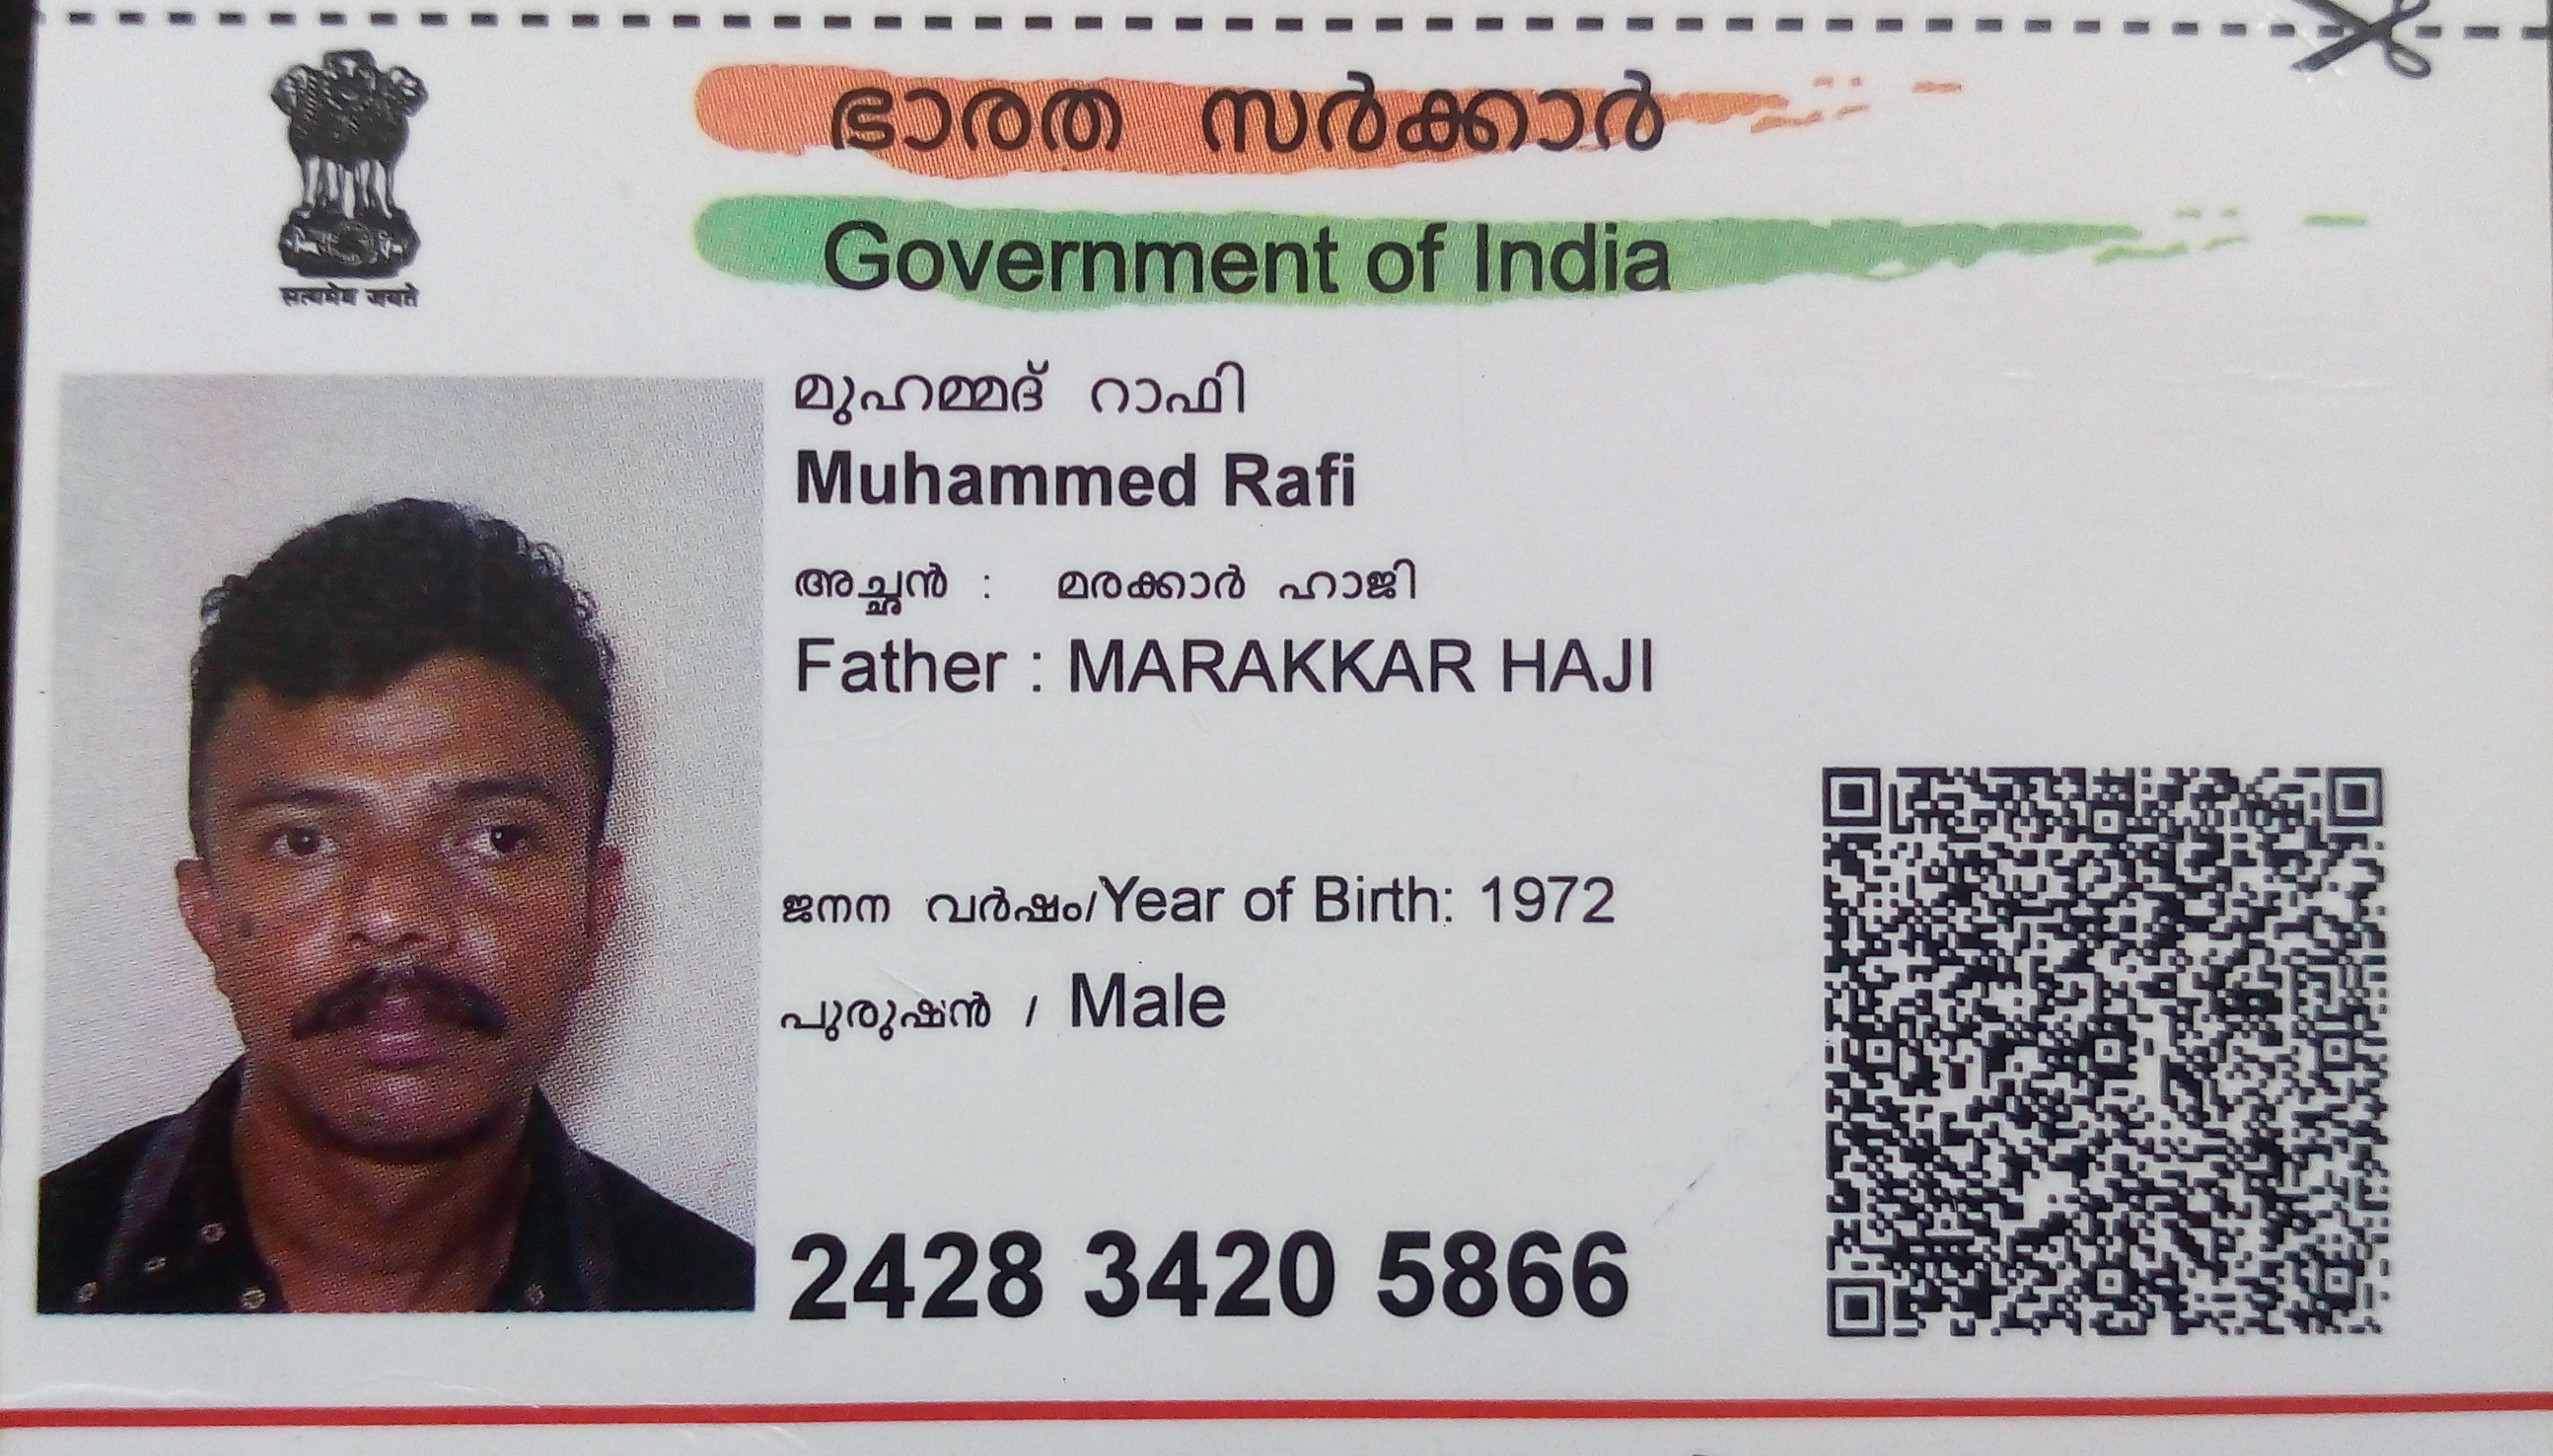 सत्यमेव जयते
ഭാരത സർക്കാർ
Government of India
മുഹമ്മദ് റാഫി
Muhammed Rafi
അച്ഛൻ : മരക്കാർ ഹാജി
Father : MARAKKAR HAJI
ജനന വർഷം/Year of Birth: 1972
പുരുഷൻ / Male
2428 3420 5866